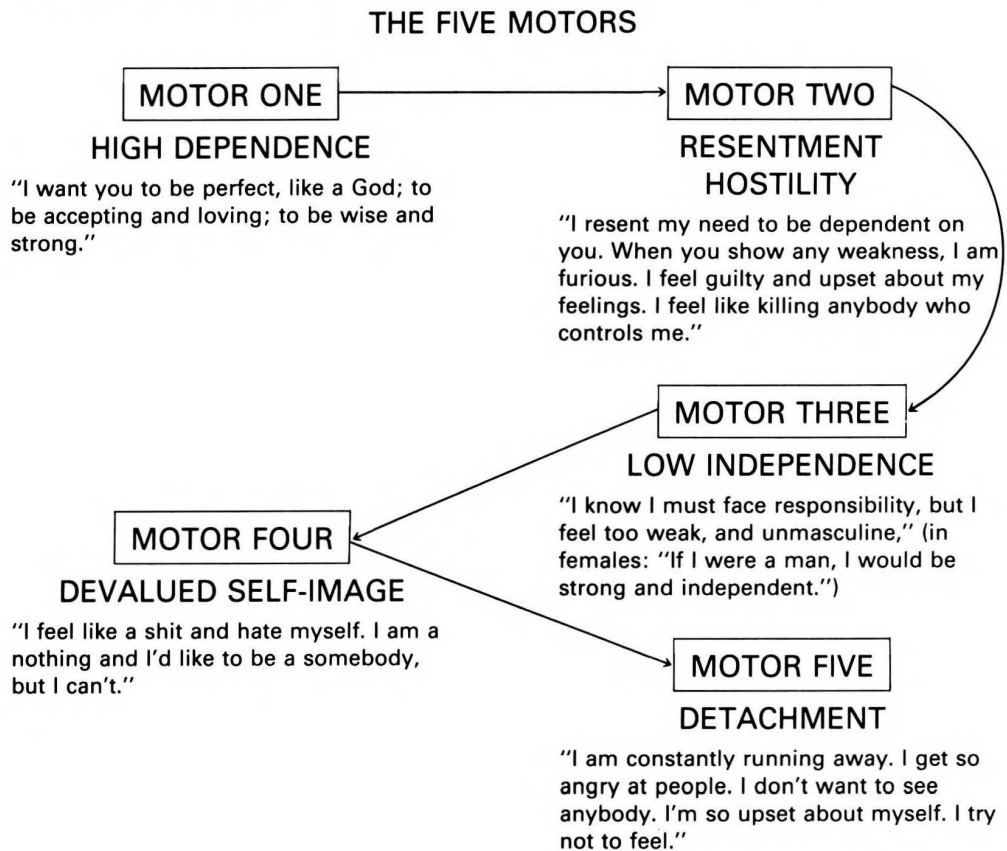 THE FIVE MOTORS
MOTOR ONE
HIGH DEPENDENCE
"I want you to be perfect, like a God; to
be accepting and loving; to be wise and
strong."
MOTOR TWO
RESENTMENT
HOSTILITY
"I resent my need to be dependent on
you. When you show any weakness, I am
furious. I feel guilty and upset about my
feelings. I feel like killing anybody who
controls me."
MOTOR THREE
LOW INDEPENDENCE
"I know I must face responsibility, but I
feel too weak, and unmasculine," (in
females: "If I were a man, I would be
strong and independent.")
MOTOR FOUR
DEVALUED SELF-IMAGE
"I feel like a shit and hate myself. I am a
nothing and I'd like to be a somebody,
but I can't."
MOTOR FIVE
DETACHMENT
"I am constantly running away. I get so
angry at people. I don't want to see
anybody. I'm so upset about myself. I try
not to feel."